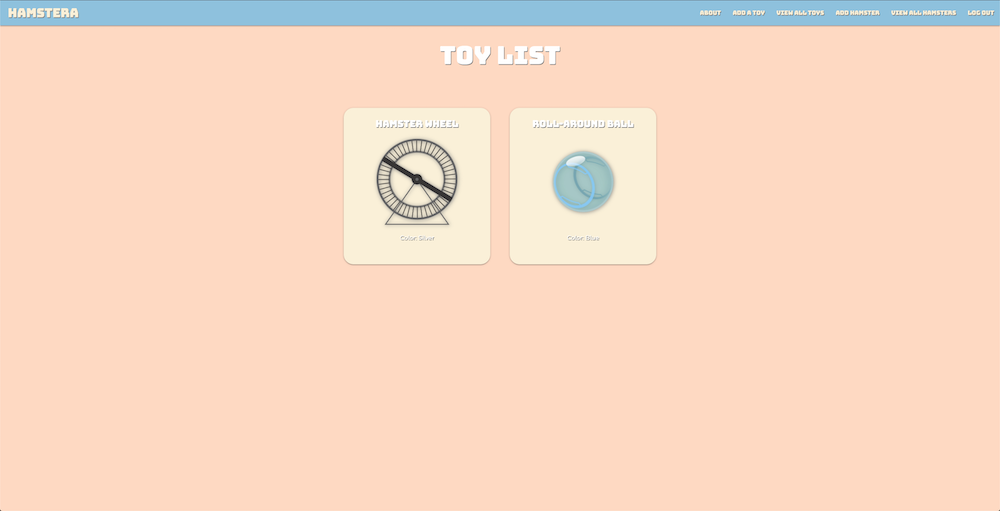 HAMSTERA
ABOUT
ADD A TOY
VIEW ALL TOYS
ADD HAMSTER
VIEW ALL HAMSTERS
LOG OUT
TOY LIST
HAMSTER WHEEL
Color: Silver
ROLL-AROUND BALL
Color: Blue